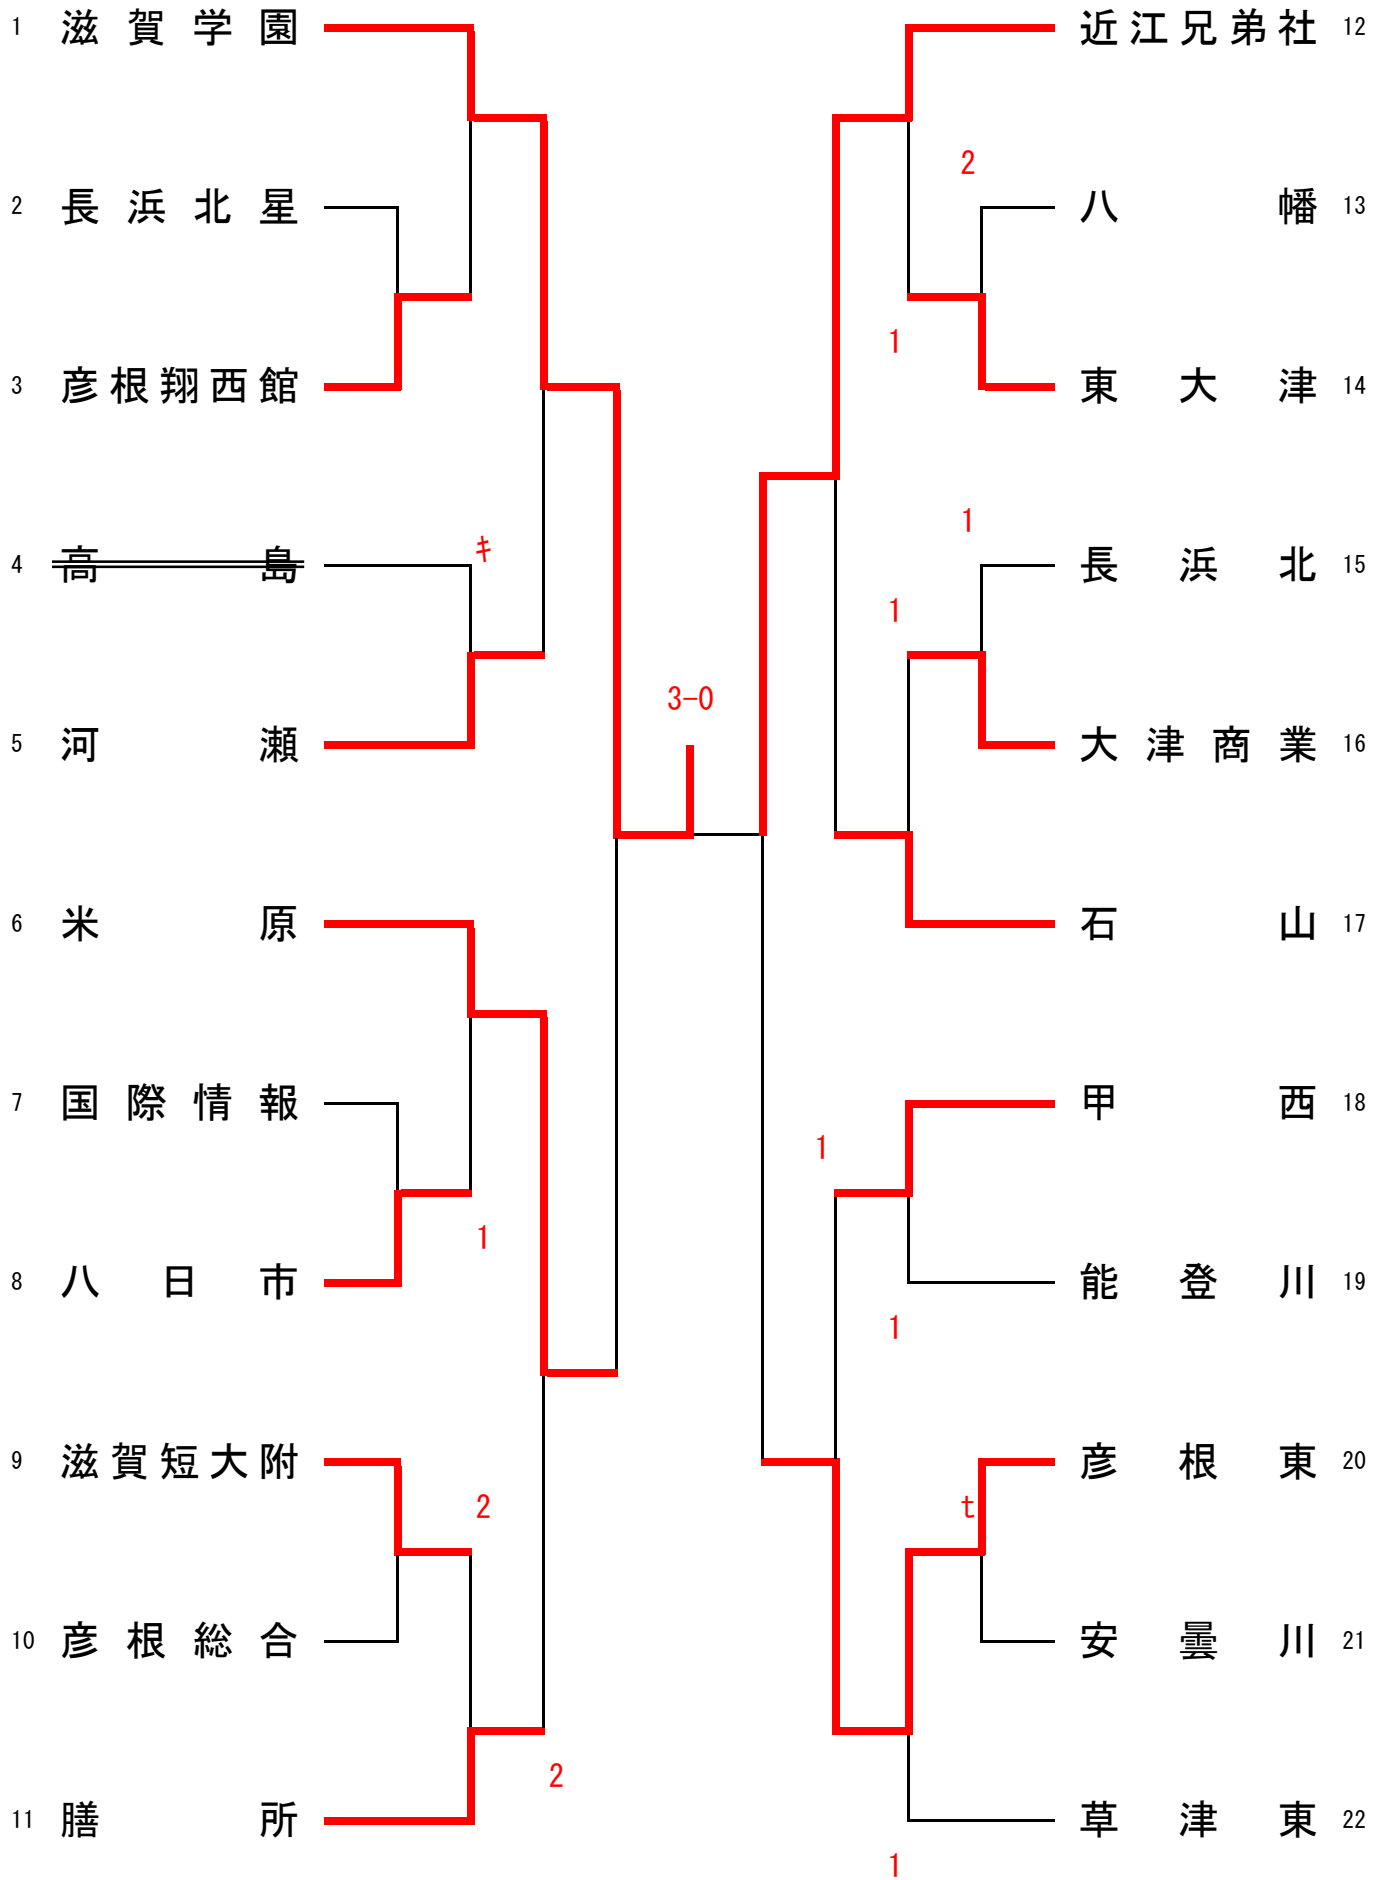 1 滋賀学園
2 長浜北星
3 彦根翔西館
4 高島
キ
5 河瀬
6 米原
7 国際情報
1
8 八日市
9 滋賀短大附
2
10 彦根総合
2
11 膳所
3-0
近江兄弟社 12
2
八幡 13
1
東大津 14
1
長浜北 15
1
大津商業 16
石山 17
甲西 18
1
能登川 19
1
彦根東 20
t
安曇川 21
草津東 22
1